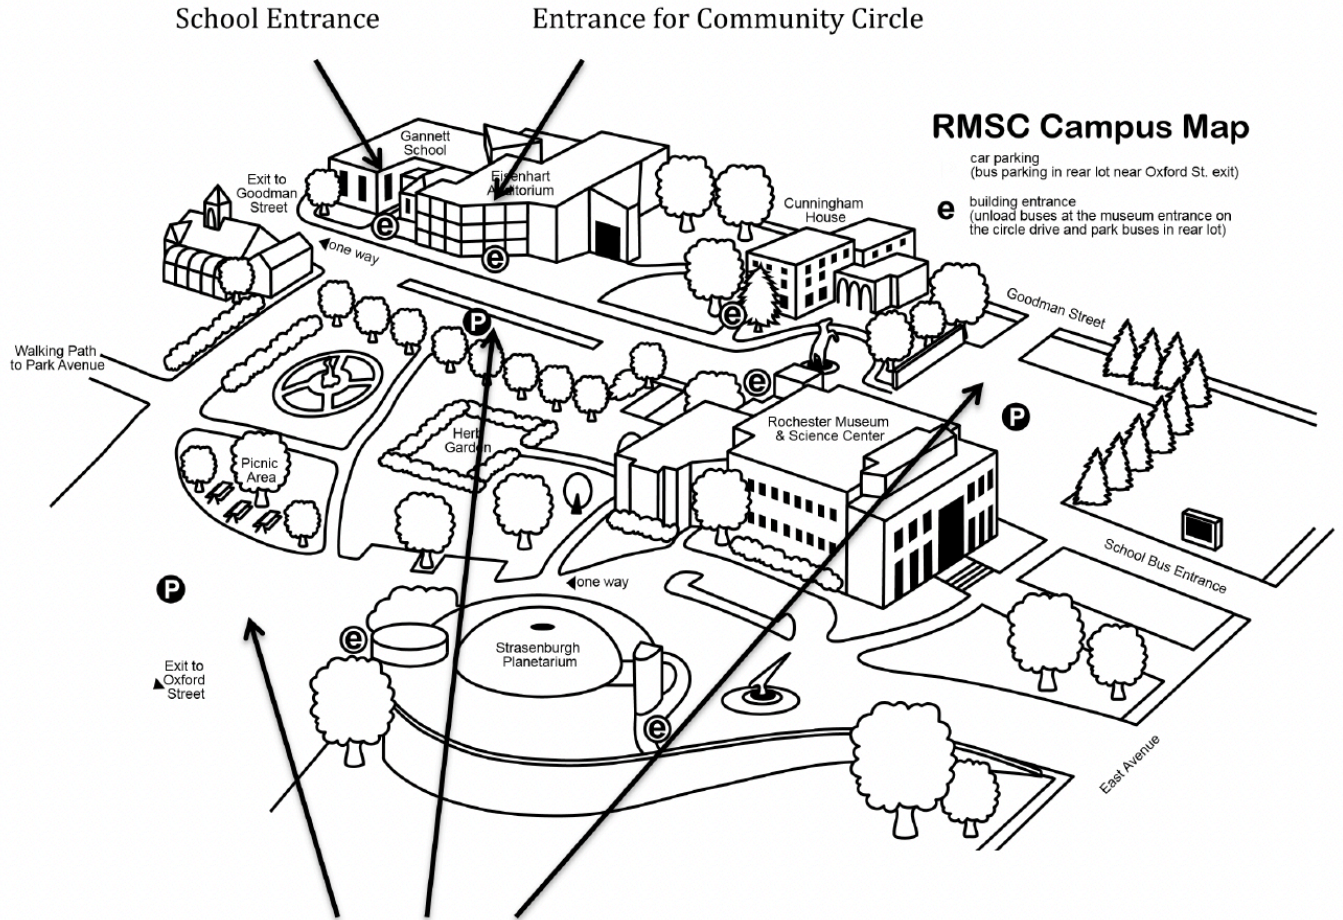 School Entrance
Entrance for Community Circle
RMSC Campus Map
car parking
(bus parking in rear lot near Oxford St. exit)
e
building entrance
(unload buses at the museum entrance on
the circle drive and park buses in rear lot)
Gannett
School
Eisenhart
Auditorium
Exit to
Goodman
Street
Cunningham
House
e
one way
e
Goodman Street
P
e
Walking Path
to Park Avenue
e
Rochester Museum
& Science Center
P
Herb
Garden
Picnic
Area
School Bus Entrance
P
one way
e
Strasenburgh
Planetarium
Exit to
Oxford
Street
e
East Avenue